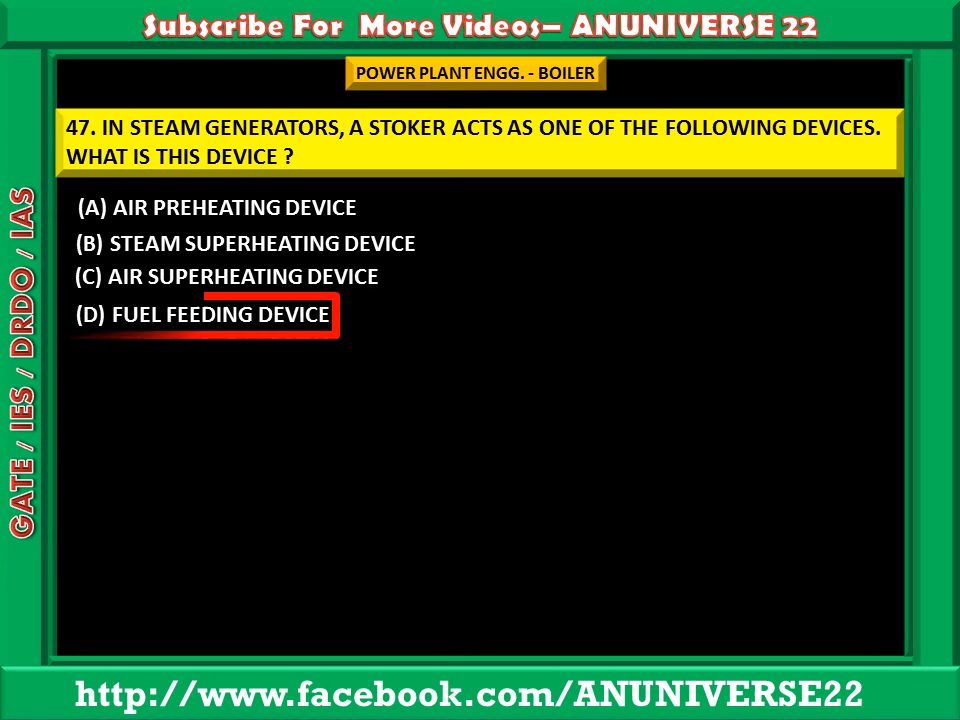 Subscribe For More Videos– ANUNIVERSE 22
POWER PLANT ENGG. - BOILER
47. IN STEAM GENERATORS, A STOKER ACTS AS ONE OF THE FOLLOWING DEVICES.
WHAT IS THIS DEVICE ?
(A) AIR PREHEATING DEVICE
(B) STEAM SUPERHEATING DEVICE
(C) AIR SUPERHEATING DEVICE
(D) FUEL FEEDING DEVICE
GATE / IES / DRDO / IAS
http://www.facebook.com/ANUNIVERSE22